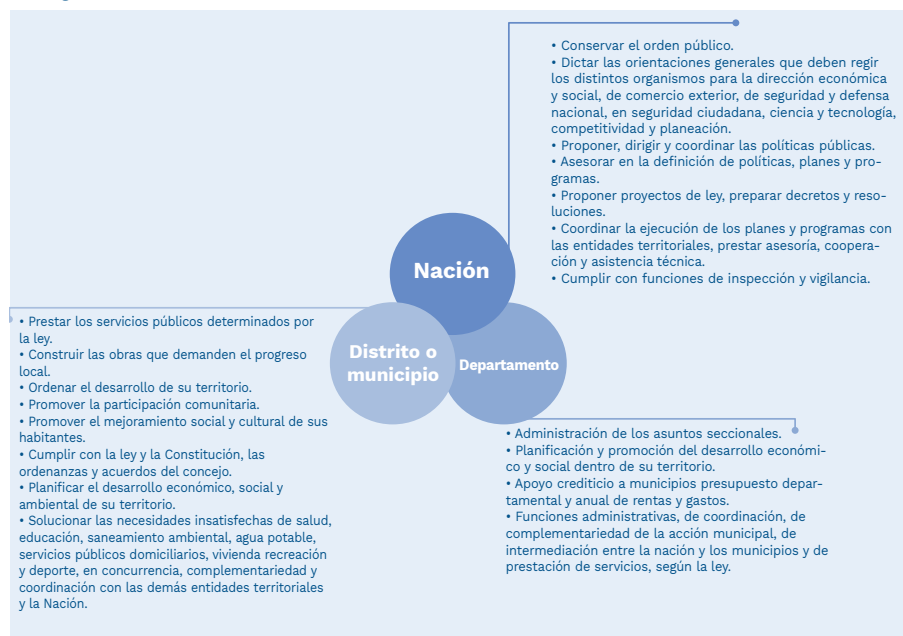 • Conservar el orden público.
• Dictar las orientaciones generales que deben regir
los distintos organismos para la dirección económica
y social, de comercio exterior, de seguridad y defensa
nacional, en seguridad ciudadana, ciencia y tecnología,
competitividad y planeación.
• Proponer, dirigir y coordinar las políticas públicas.
• Asesorar en la definición de políticas, planes y pro-
gramas.
• Proponer proyectos de ley, preparar decretos y reso-
luciones.
• Coordinar la ejecución de los planes y programas con
las entidades territoriales, prestar asesoría, coopera-
ción y asistencia técnica.
• Cumplir con funciones de inspección y vigilancia.
Nación
Distrito o
municipio
Departamento
• Prestar los servicios públicos determinados por
la ley.
• Construir las obras que demanden el progreso
local.
• Ordenar el desarrollo de su territorio.
• Promover la participación comunitaria.
• Promover el mejoramiento social y cultural de sus
habitantes.
• Cumplir con la ley y la Constitución, las
ordenanzas y acuerdos del concejo.
• Planificar el desarrollo económico, social y
ambiental de su territorio.
• Solucionar las necesidades insatisfechas de salud,
educación, saneamiento ambiental, agua potable,
servicios públicos domiciliarios, vivienda recreación
y deporte, en concurrencia, complementariedad y
coordinación con las demás entidades territoriales
y la Nación.
• Administración de los asuntos seccionales.
• Planificación y promoción del desarrollo económi-
co y social dentro de su territorio.
• Apoyo crediticio a municipios presupuesto depar-
tamental y anual de rentas y gastos.
• Funciones administrativas, de coordinación, de
complementariedad de la acción municipal, de
intermediación entre la nación y los municipios y de
prestación de servicios, según la ley.